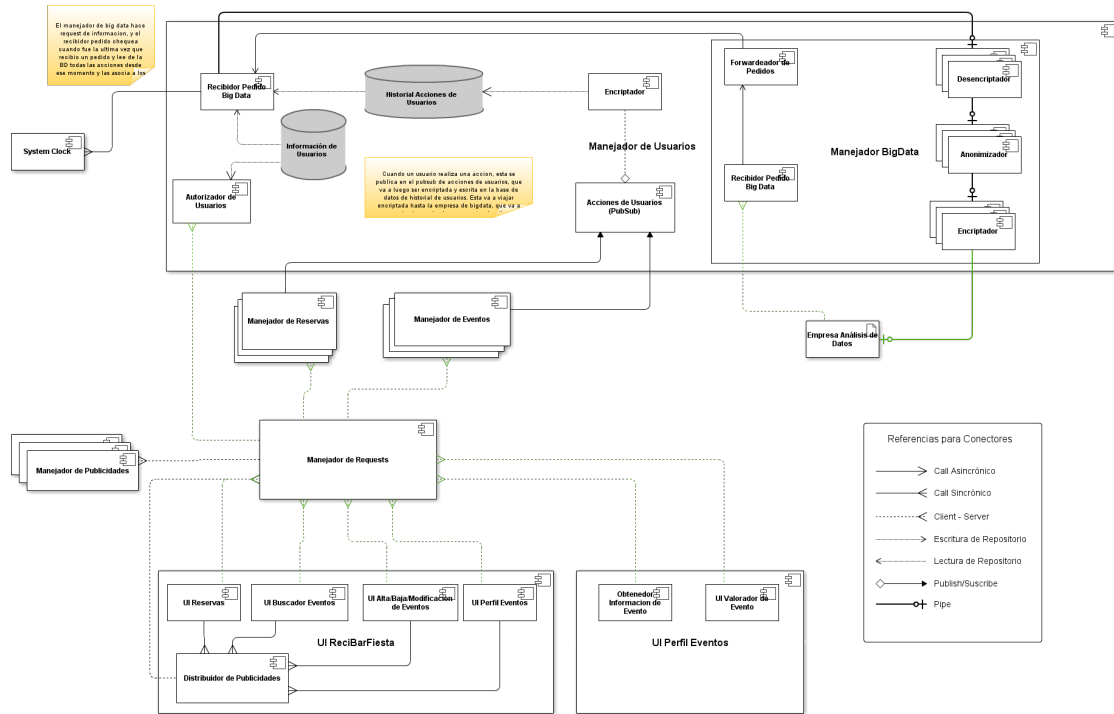 El manejador de big data hace
request de informacion, y el
recibidor pedido chequea
cuando fue la ultima vez que
recibio un pedido y lee de la
BD todas las acciones desde
ese momento y las asocia a los
Recibidor Pedido
Big Data
Historial Acciones de
Usuarios
Encriptador
Forwardeador de
Pedidos
Desencriptador
System Clock
Información de
Usuarios
Manejador de Usuarios
Manejador BigData
Anonimizador
Cuando un usuario realiza una accion, esta se
publica en el pubsub de acciones de usuarios, que
va a luego ser encriptada y escrita en la base de
datos de historial de usuarios. Esta va a viajar
encriptada hasta la empresa de bigdata, que va a
Autorizador de
Usuarios
Acciones de Usuarios
(PubSub)
Recibidor Pedido
Big Data
Encriptador
Manejador de Reservas
Manejador de Eventos
Empresa Análisis de
Datos
Manejador de Requests
Manejador de Publicidades
Referencias para Conectores
Call Asincrónico
Call Sincrónico
Client - Server
Escritura de Repositorio
Lectura de Repositorio
Publish/Suscribe
Pipe
UI Reservas
UI Buscador Eventos
UI Alta/Baja/Modificacion
de Eventos
UI Perfil Eventos
Obtenedor
Informacion de
Evento
UI Valorador de
Evento
UI ReciBarFiesta
UI Perfil Eventos
Distribuidor de Publicidades